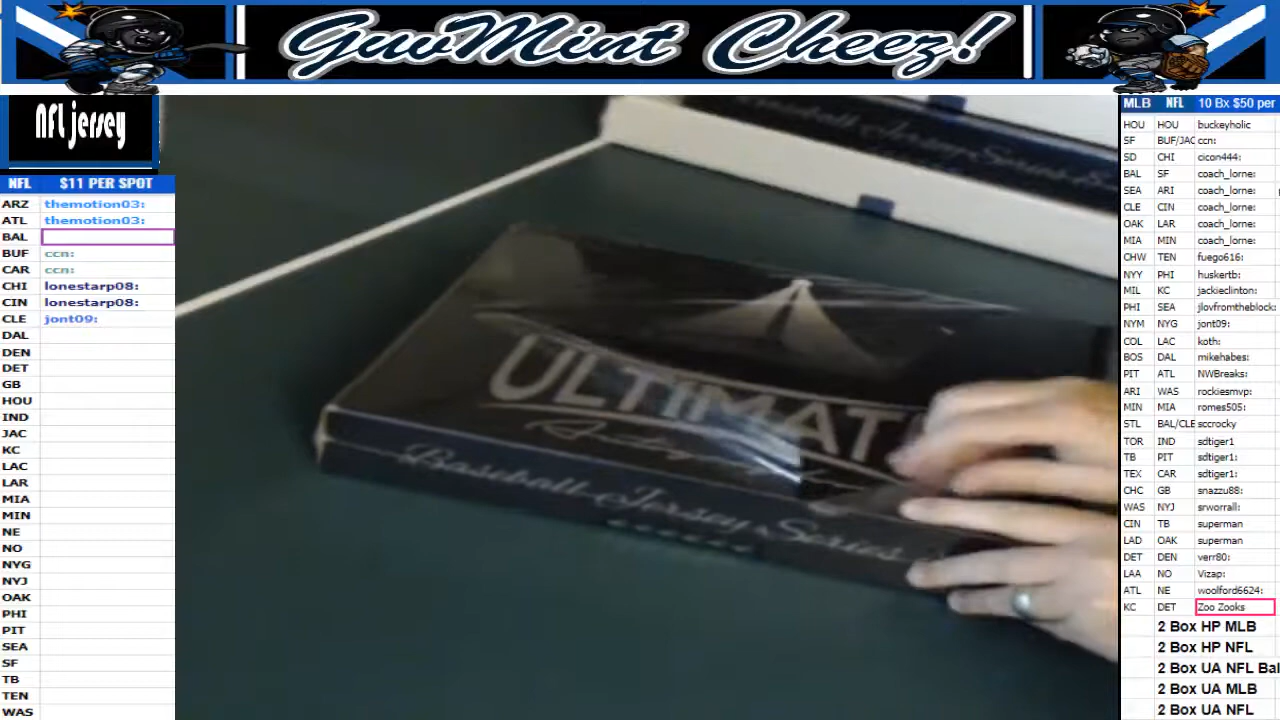 GuvMint Cheez!
NFL jersey
NFL $11 PER SPOT
ARZ themotion03:
ATL themotion03:
BAL
BUF ccn:
CAR ccn:
CHI lonestarp08:
CIN lonestarp08:
CLE jont09:
DAL
DEN
DET
GB
HOU
IND
JAC
KC
LAC
LAR
MIA
MIN
NE
NO
NYG
NYJ
OAK
PHI
PIT
SEA
SF
TB
TEN
WAS
ULTIMAT
Baseball Jersey Series
MLB NFL 10 Bx $50 per
HOU HOU buckeyholic
SF BUF/JAC ccn:
SD CHI cicon444:
BAL SF coach_lorne:
SEA ARI coach_lorne:
CLE CIN coach_lorne:
OAK LAR coach_lorne:
MIA MIN coach_lorne:
CHW TEN fuego616:
NYY PHI huskertb:
MIL KC jackieclinton:
PHI SEA jlovfromtheblock:
NYM NYG jont09:
COL LAC koth:
BOS DAL mikehabes:
PIT ATL NWBreaks:
ARI WAS rockiesmvp:
MIN MIA romes505:
STL BAL/CLE sccrocky
TOR IND sdtiger1
TB PIT sdtiger1:
TEX CAR sdtiger1:
CHC GB snazzu88:
WAS NYJ srworrall:
CIN TB superman
LAD OAK superman
DET DEN verr80:
LAA NO Vizap:
ATL NE woolford6624:
KC DET Zoo Zooks
2 Box HP MLB
2 Box HP NFL
2 Box UA NFL Bal
2 Box UA MLB
2 Box UA NFL